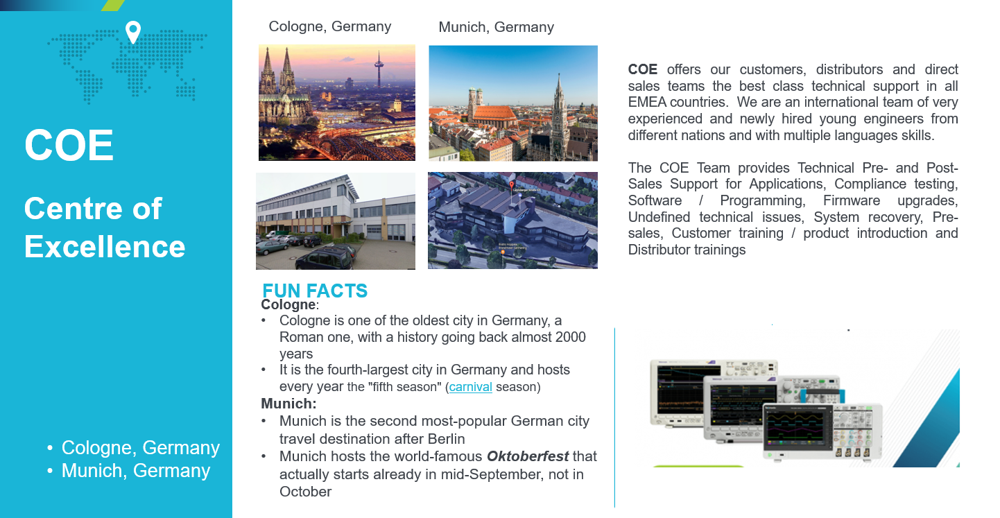 COE
Centre of
Excellence
• Cologne, Germany
• Munich, Germany
Cologne, Germany
Munich, Germany
FUN FACTS
Cologne:
• Cologne is one of the oldest city in Germany, a
Roman one, with a history going back almost 2000
years
• It is the fourth-largest city in Germany and hosts
every year the "fifth season" (carnival season)
Munich:
• Munich is the second most-popular German city
travel destination after Berlin
• Munich hosts the world-famous Oktoberfest that
actually starts already in mid-September, not in
October
COE offers our customers, distributors and direct
sales teams the best class technical support in all
EMEA countries. We are an international team of very
experienced and newly hired young engineers from
different nations and with multiple languages skills.
The COE Team provides Technical Pre- and Post-
Sales Support for Applications, Compliance testing,
Software / Programming, Firmware upgrades,
Undefined technical issues, System recovery, Pre-
sales, Customer training / product introduction and
Distributor trainings